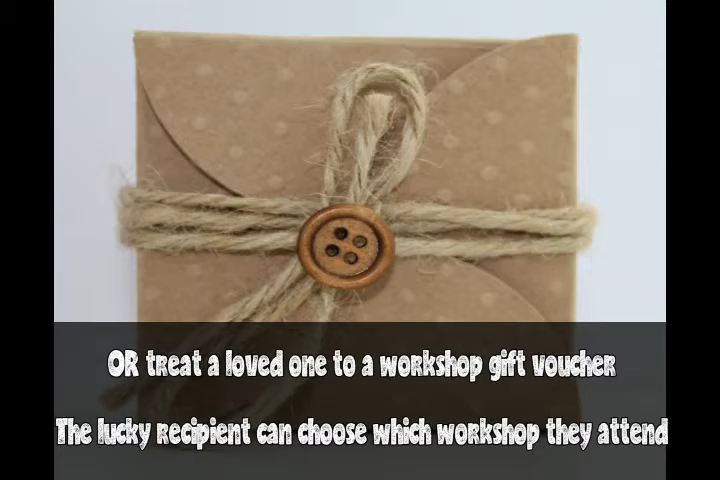 OR treat a loved one to a workshop gift voucher
The lucky recipient can choose which workshop they attend